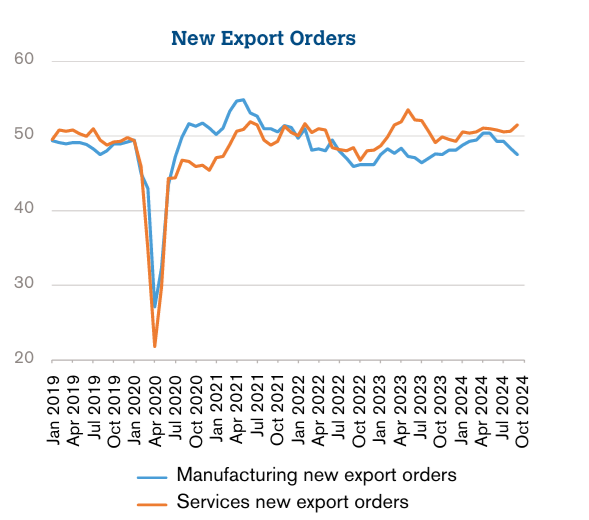 New Export Orders
60
50
40
30
20
Jan 2019
Apr 2019
Jul 2019
Oct 2019
Jan 2020
Apr 2020
Jul 2020
Oct 2020
Jan 2021
Apr 2021
Jul 2021
Oct 2021
Jan 2022
Apr 2022
Jul 2022
Oct 2022
Jan 2023
Apr 2023
Jul 2023
Oct 2023
Jan 2024
Apr 2024
Jul 2024
Oct 2024
Manufacturing new export orders
Services new export orders